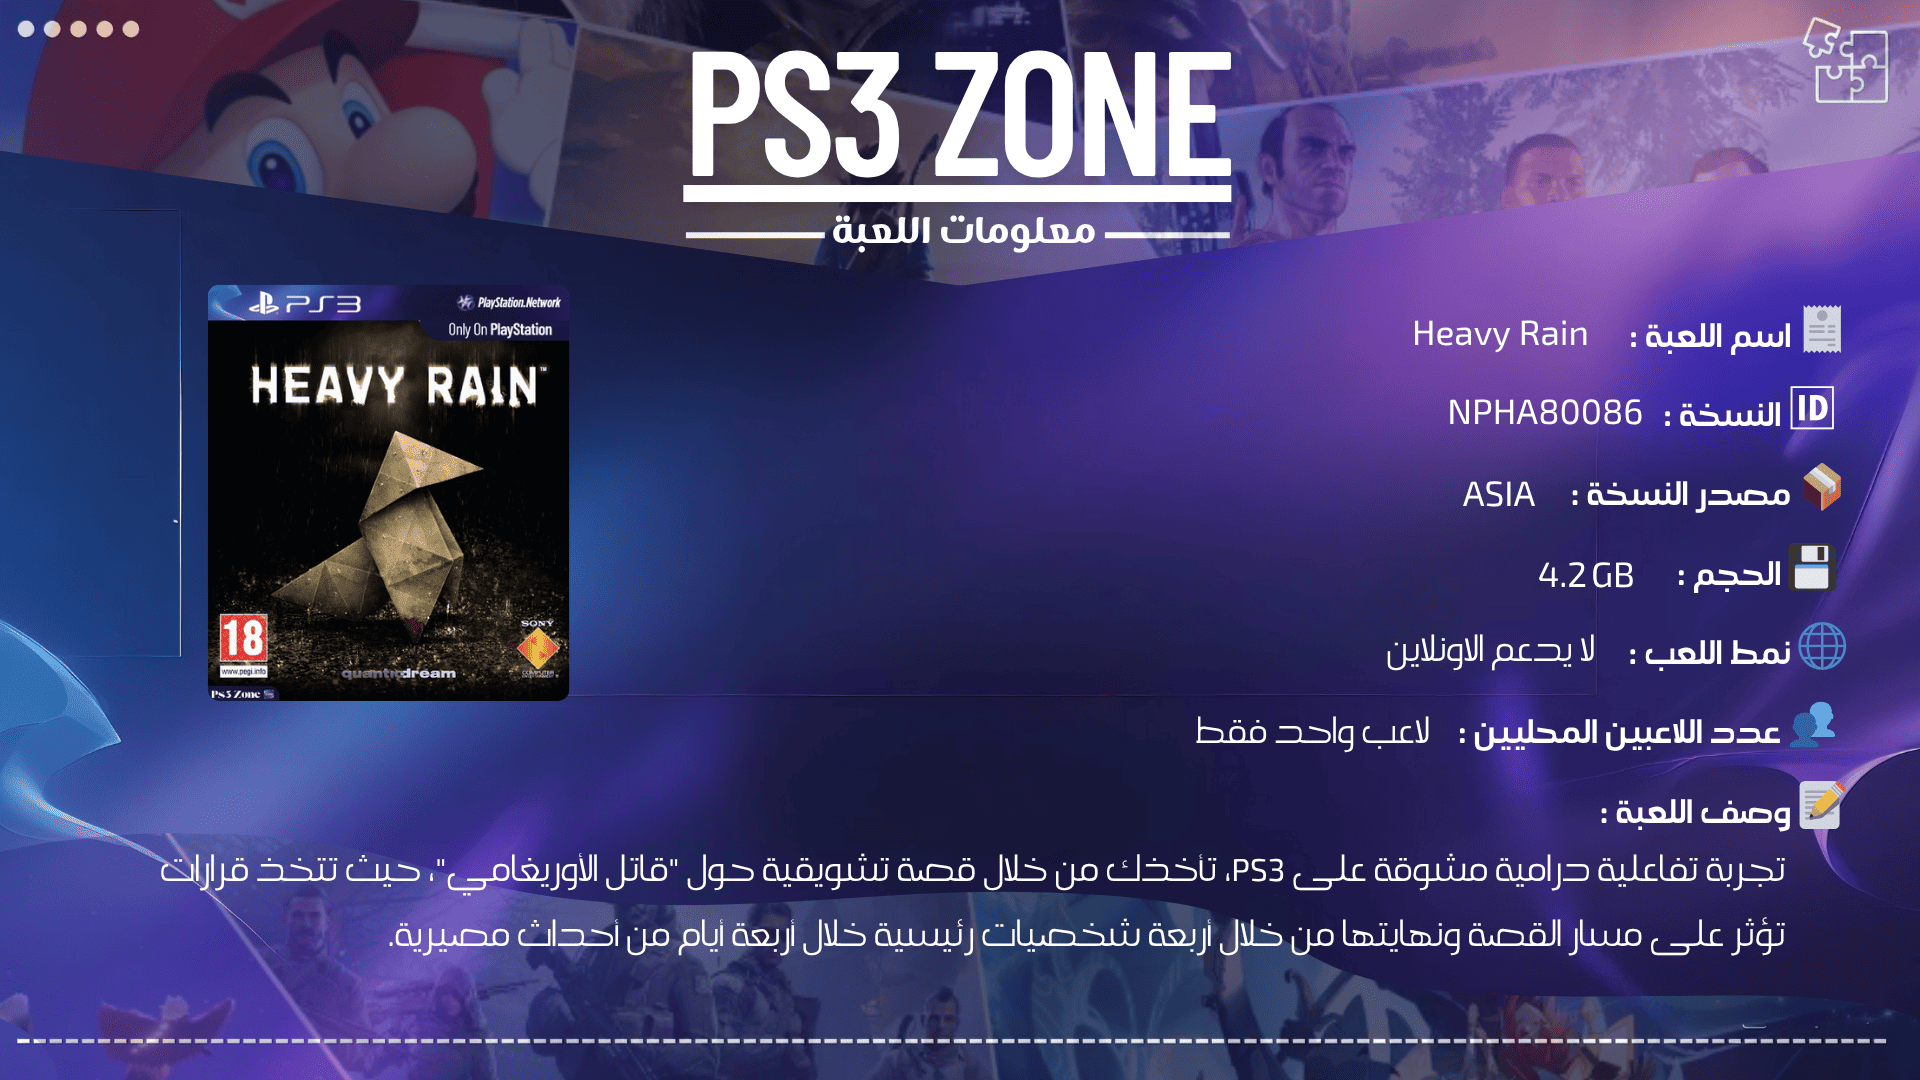 PS3 ZONE
معلومات اللعبة
PS3 PlayStation.Network
Only On PlayStation
HEAVY RAIN™
18
www.pegi.info
SONY
quanticdream
Ps3 Zone
اسم اللعبة : Heavy Rain
ID النسخة : NPHA80086
مصدر النسخة : ASIA
الحجم : 4.2 GB
نمط اللعب : لا يدعم الاونلاين
عدد اللاعبين المحليين : لاعب واحد فقط
وصف اللعبة :
تجربة تفاعلية درامية مشوقة على PS3، تأخذك من خلال قصة تشويقية حول "قاتل الأوريغامي"، حيث تتخذ قرارات
تؤثر على مسار القصة ونهايتها من خلال أربعة شخصيات رئيسية خلال أربعة أيام من أحداث مصيرية.